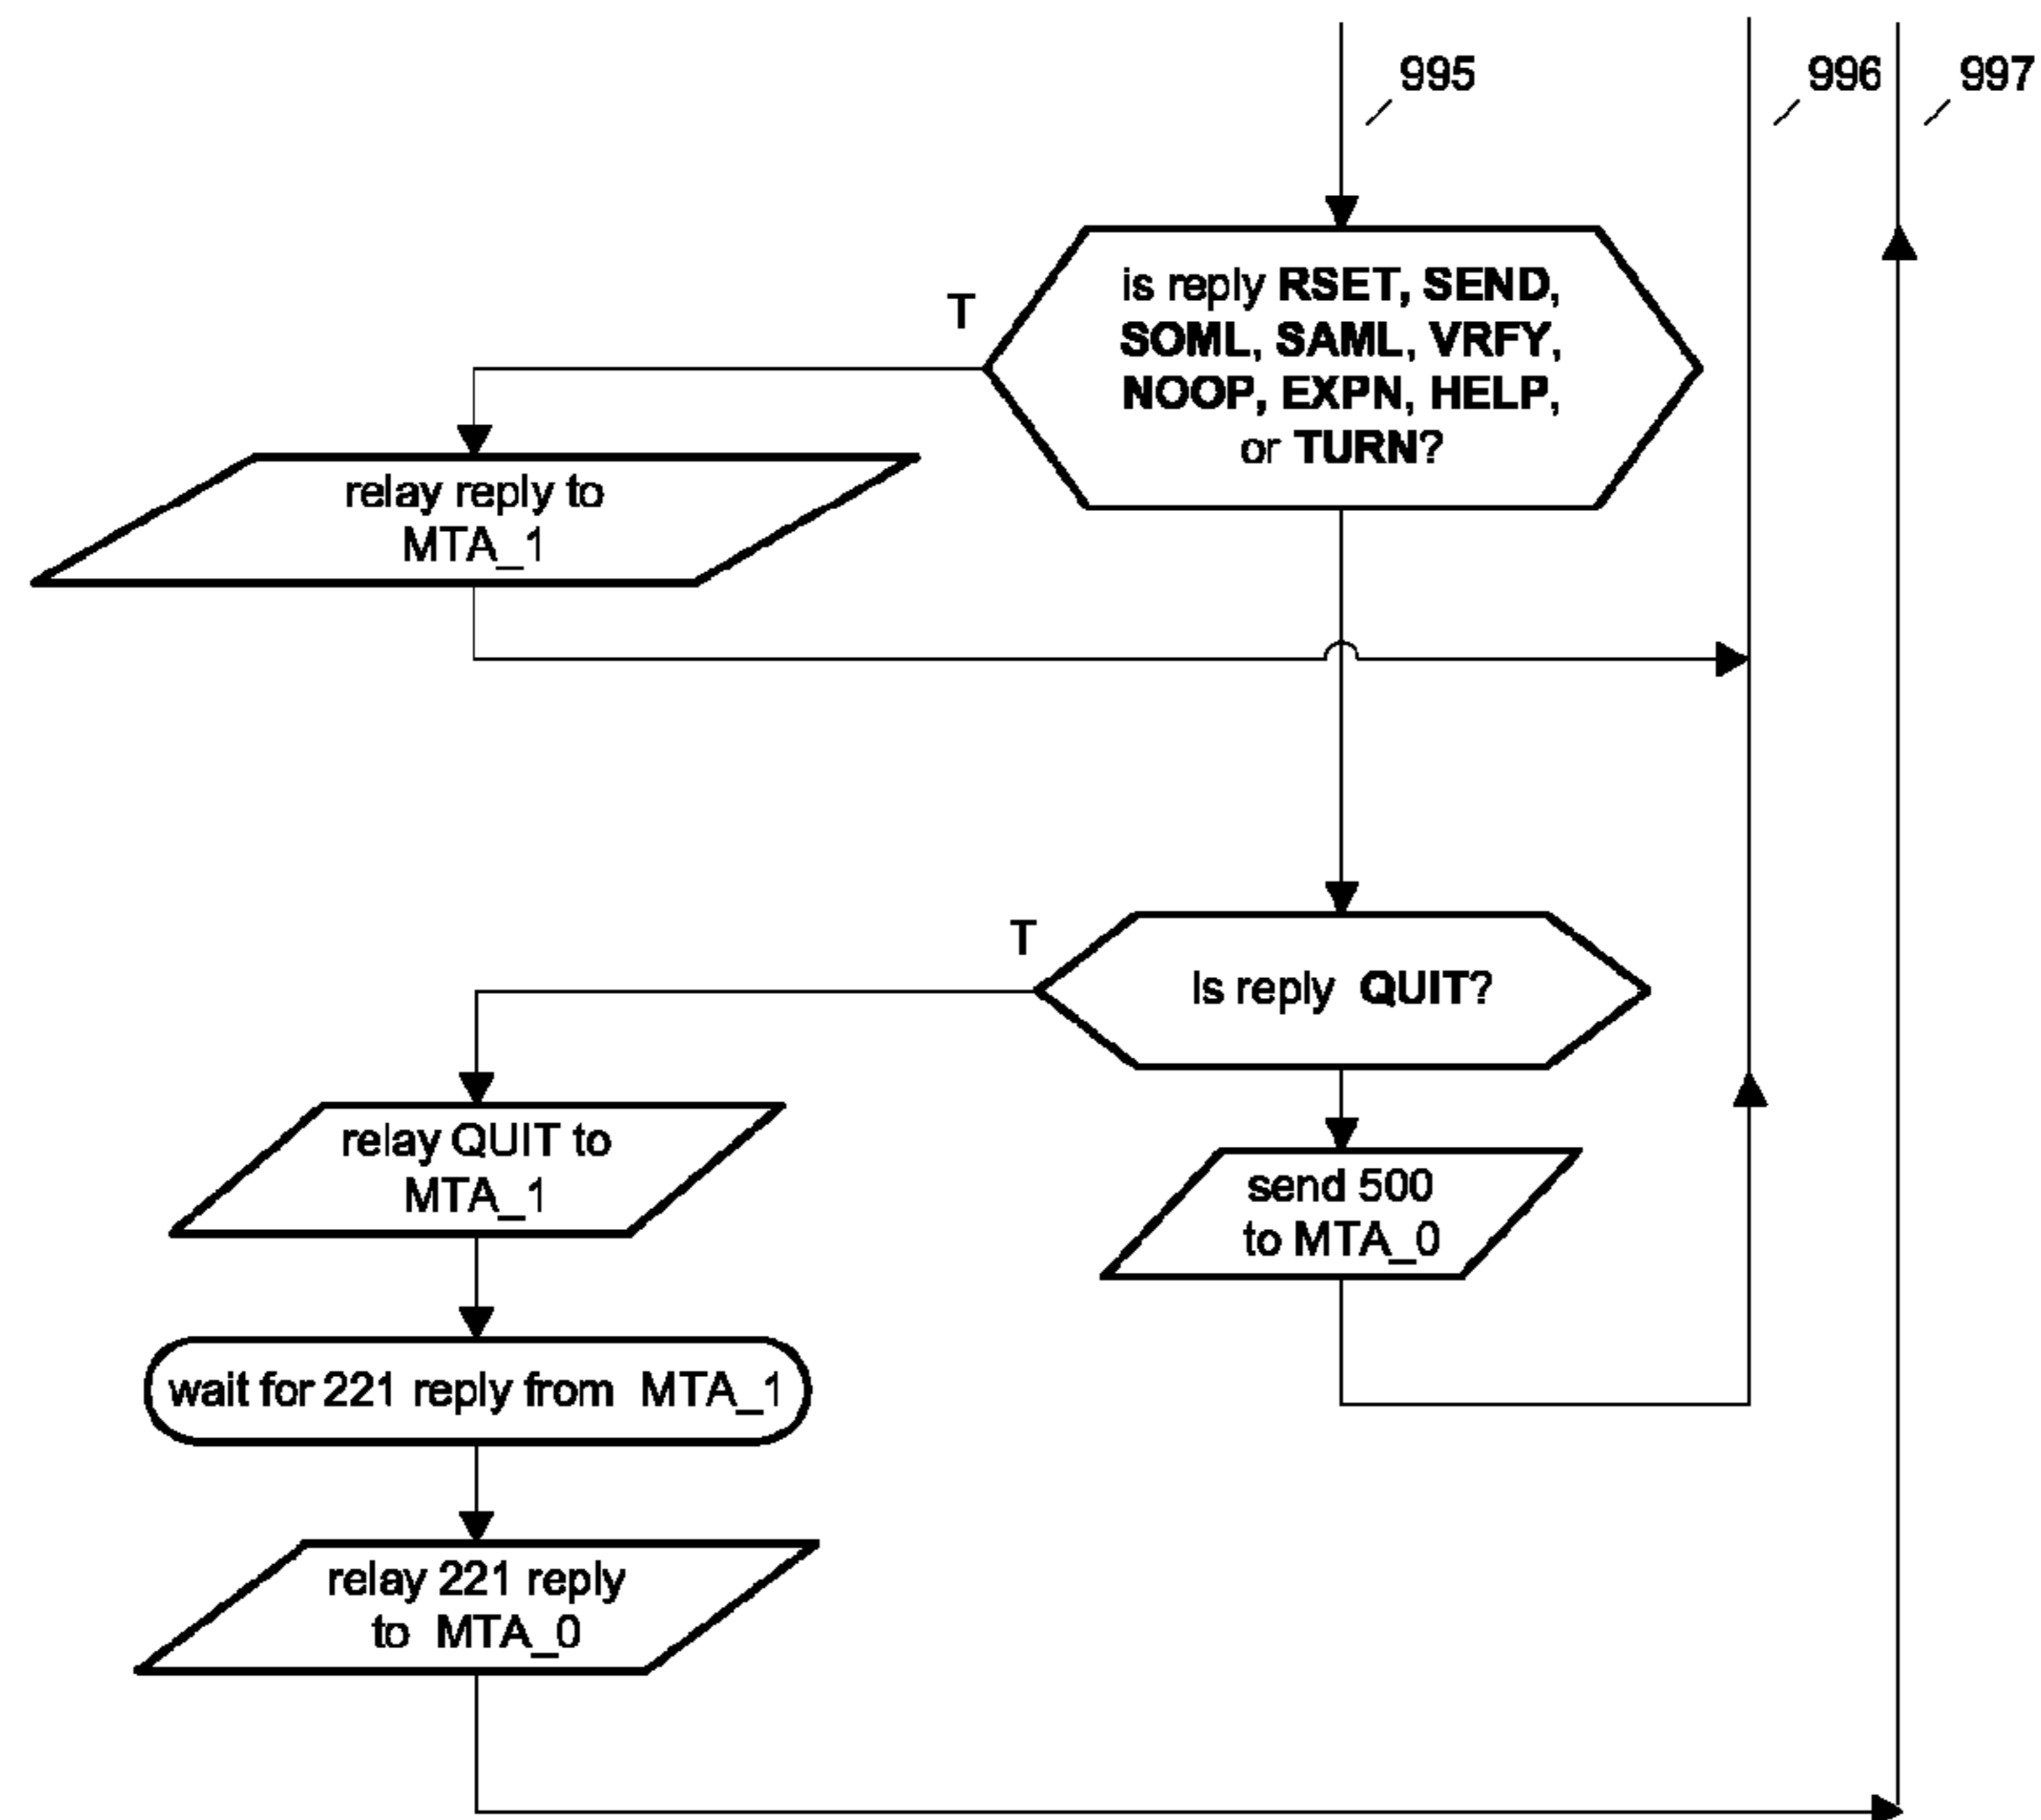 995
996
997
T
is reply RSET, SEND,
SOML, SAML, VRFY,
NOOP, EXPN, HELP,
or TURN?
relay reply to
MTA_1
T
Is reply QUIT?
relay QUIT to
MTA_1
send 500
to MTA_0
wait for 221 reply from MTA_1
relay 221 reply
to MTA_0